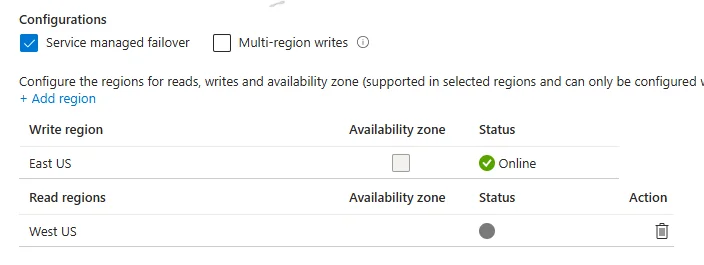 Configurations
Service managed failover Multi-region writes
Configure the regions for reads, writes and availability zone (supported in selected regions and can only be configured
+ Add region
Write region Availability zone Status
East US Online
Read regions Availability zone Status Action
West US